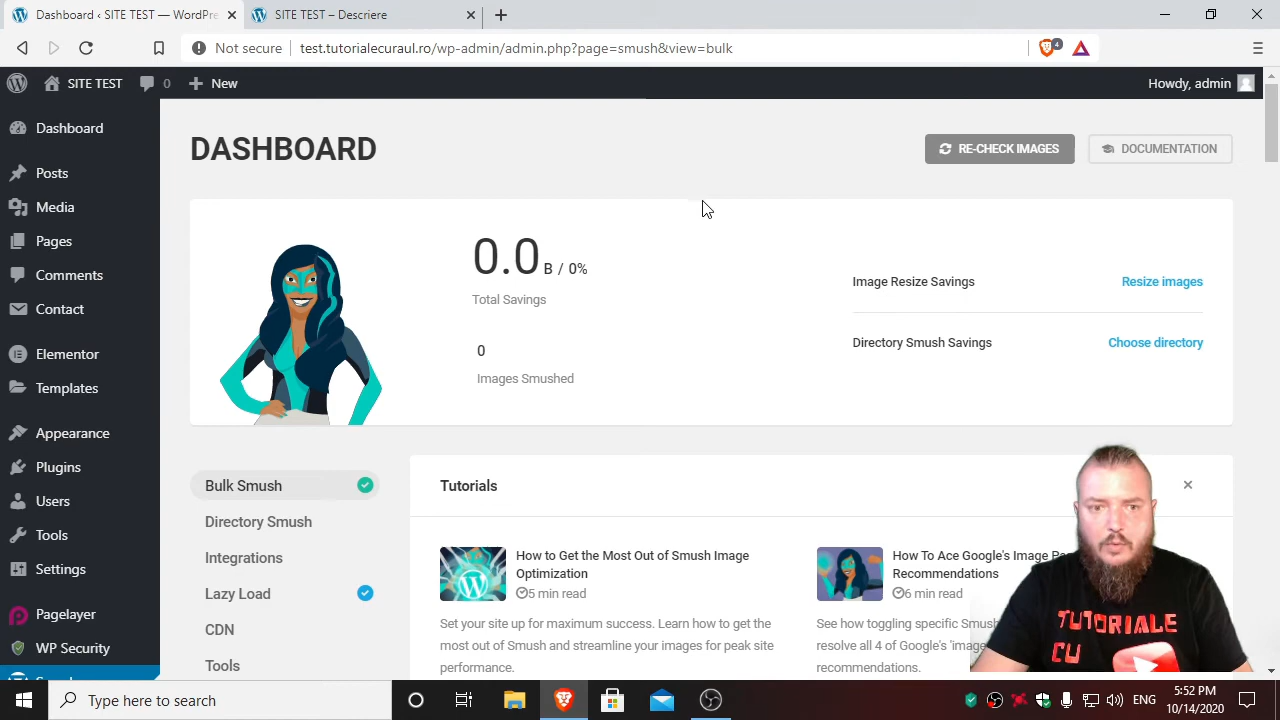 Dashboard ‹ SITE TEST — WordPre
SITE TEST – Descriere
Not secure
test.tutorialecuraul.ro/wp-admin/admin.php?page=smush&view=bulk
4
SITE TEST
0
New
Howdy, admin
Dashboard
Posts
Media
Pages
Comments
Contact
Elementor
Templates
Appearance
Plugins
Users
Tools
Settings
Pagelayer
WP Security
DASHBOARD
RE-CHECK IMAGES
DOCUMENTATION
0.0 B / 0%
Total Savings
0
Images Smushed
Image Resize Savings
Resize images
Directory Smush Savings
Choose directory
Bulk Smush
Directory Smush
Integrations
Lazy Load
CDN
Tools
Tutorials
How to Get the Most Out of Smush Image
Optimization
5 min read
Set your site up for maximum success. Learn how to get the
most out of Smush and streamline your images for peak site
performance.
How To Ace Google's Image Pa
Recommendations
6 min read
See how toggling specific Smush
resolve all 4 of Google's 'image
recommendations.
TUTORIALE
CU
Type here to search
ENG
5:52 PM
10/14/2020